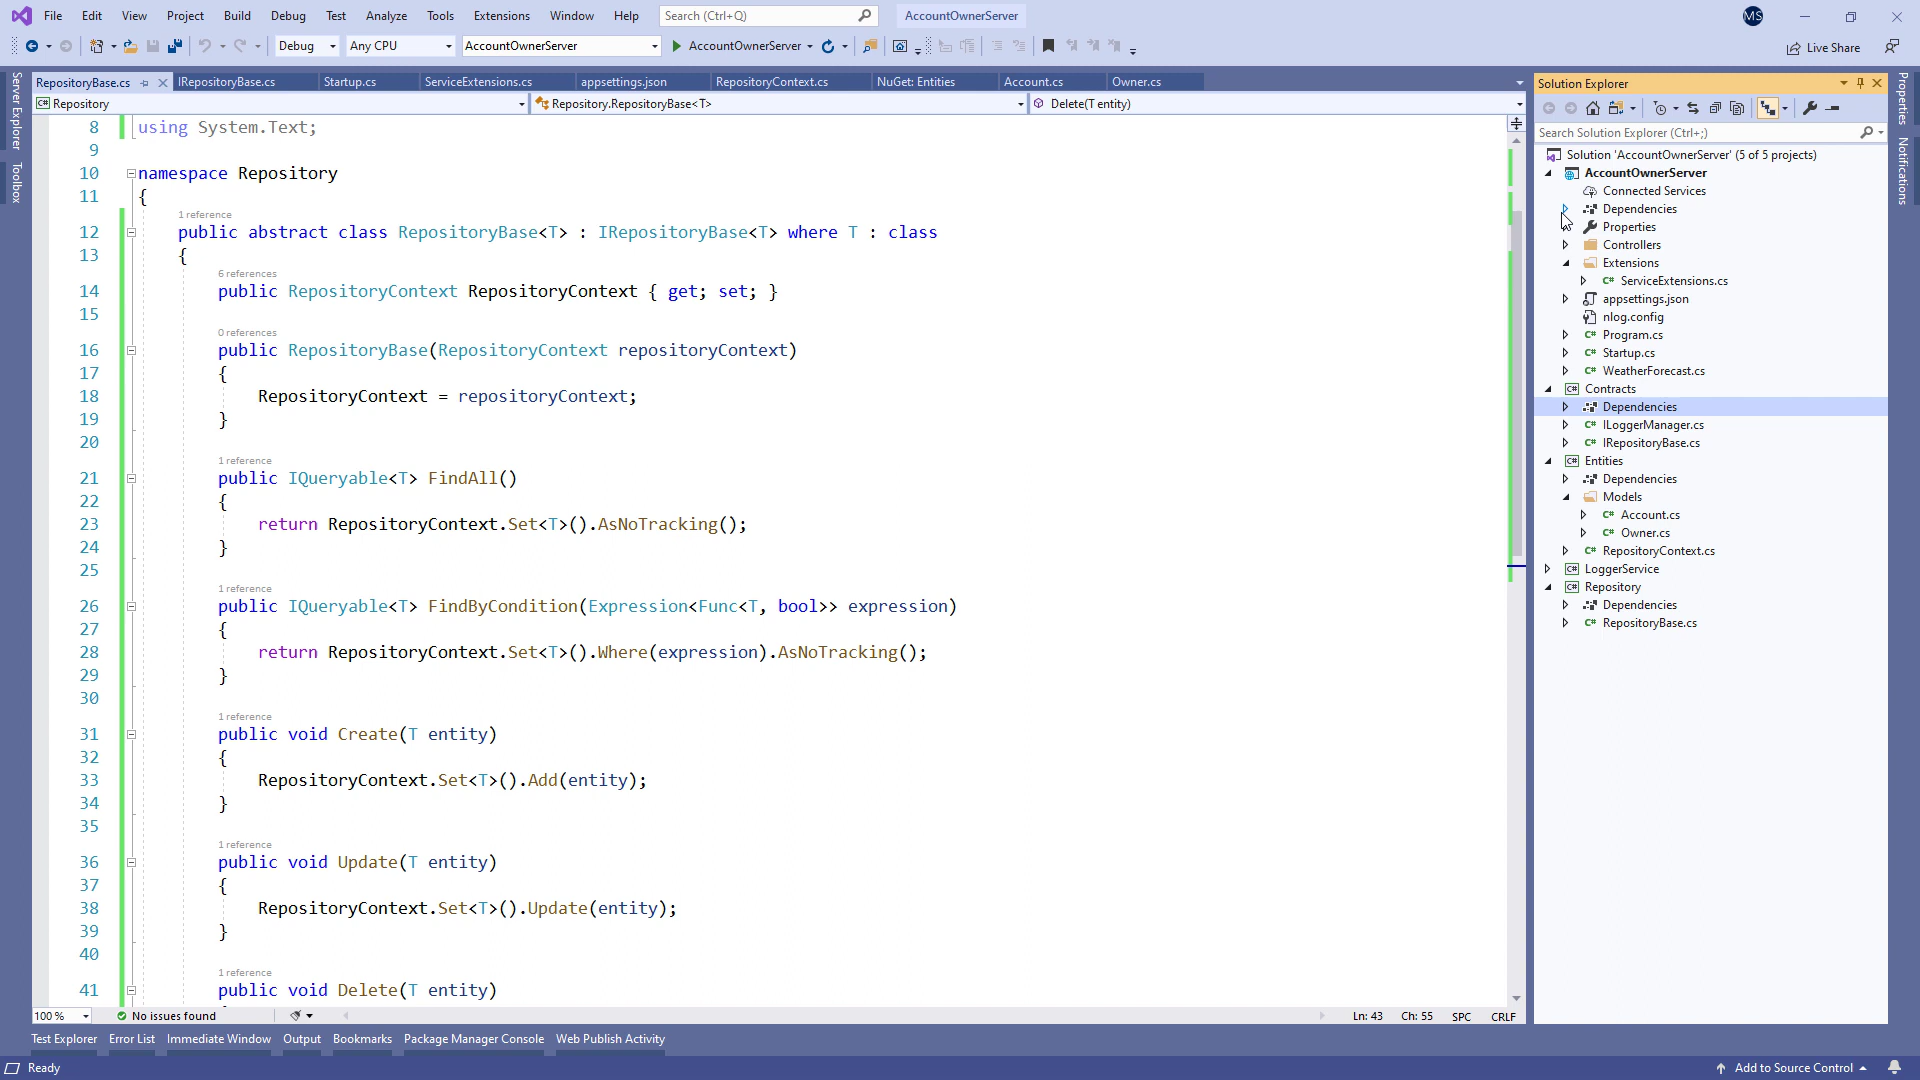 File Edit View Project Build Debug Test Analyze Tools Extensions Window Help Search (Ctrl+Q) AccountOwnerServer MS
Debug Any CPU AccountOwnerServer AccountOwnerServer Live Share
RepositoryBase.cs IRepositoryBase.cs Startup.cs ServiceExtensions.cs appsettings.json RepositoryContext.cs NuGet: Entities Account.cs Owner.cs
Repository Repository.RepositoryBase<T> Delete(T entity)
Server Explorer
Toolbox
8 using System.Text;
9
10 namespace Repository
11 {
1 reference
12 public abstract class RepositoryBase<T> : IRepositoryBase<T> where T : class
13 {
6 references
14 public RepositoryContext RepositoryContext { get; set; }
15
0 references
16 public RepositoryBase(RepositoryContext repositoryContext)
17 {
18 RepositoryContext = repositoryContext;
19 }
20
1 reference
21 public IQueryable<T> FindAll()
22 {
23 return RepositoryContext.Set<T>().AsNoTracking();
24 }
25
1 reference
26 public IQueryable<T> FindByCondition(Expression<Func<T, bool>> expression)
27 {
28 return RepositoryContext.Set<T>().Where(expression).AsNoTracking();
29 }
30
1 reference
31 public void Create(T entity)
32 {
33 RepositoryContext.Set<T>().Add(entity);
34 }
35
1 reference
36 public void Update(T entity)
37 {
38 RepositoryContext.Set<T>().Update(entity);
39 }
40
1 reference
41 public void Delete(T entity)
100 % No issues found Ln: 43 Ch: 55 SPC CRLF
Solution Explorer
Search Solution Explorer (Ctrl+;)
Solution 'AccountOwnerServer' (5 of 5 projects)
AccountOwnerServer
Connected Services
Dependencies
Properties
Controllers
Extensions
C# ServiceExtensions.cs
appsettings.json
nlog.config
C# Program.cs
C# Startup.cs
C# WeatherForecast.cs
C# Contracts
Dependencies
C# ILoggerManager.cs
C# IRepositoryBase.cs
C# Entities
Dependencies
Models
C# Account.cs
C# Owner.cs
C# RepositoryContext.cs
C# LoggerService
C# Repository
Dependencies
C# RepositoryBase.cs
Properties
Notifications
Test Explorer Error List Immediate Window Output Bookmarks Package Manager Console Web Publish Activity
Ready Add to Source Control